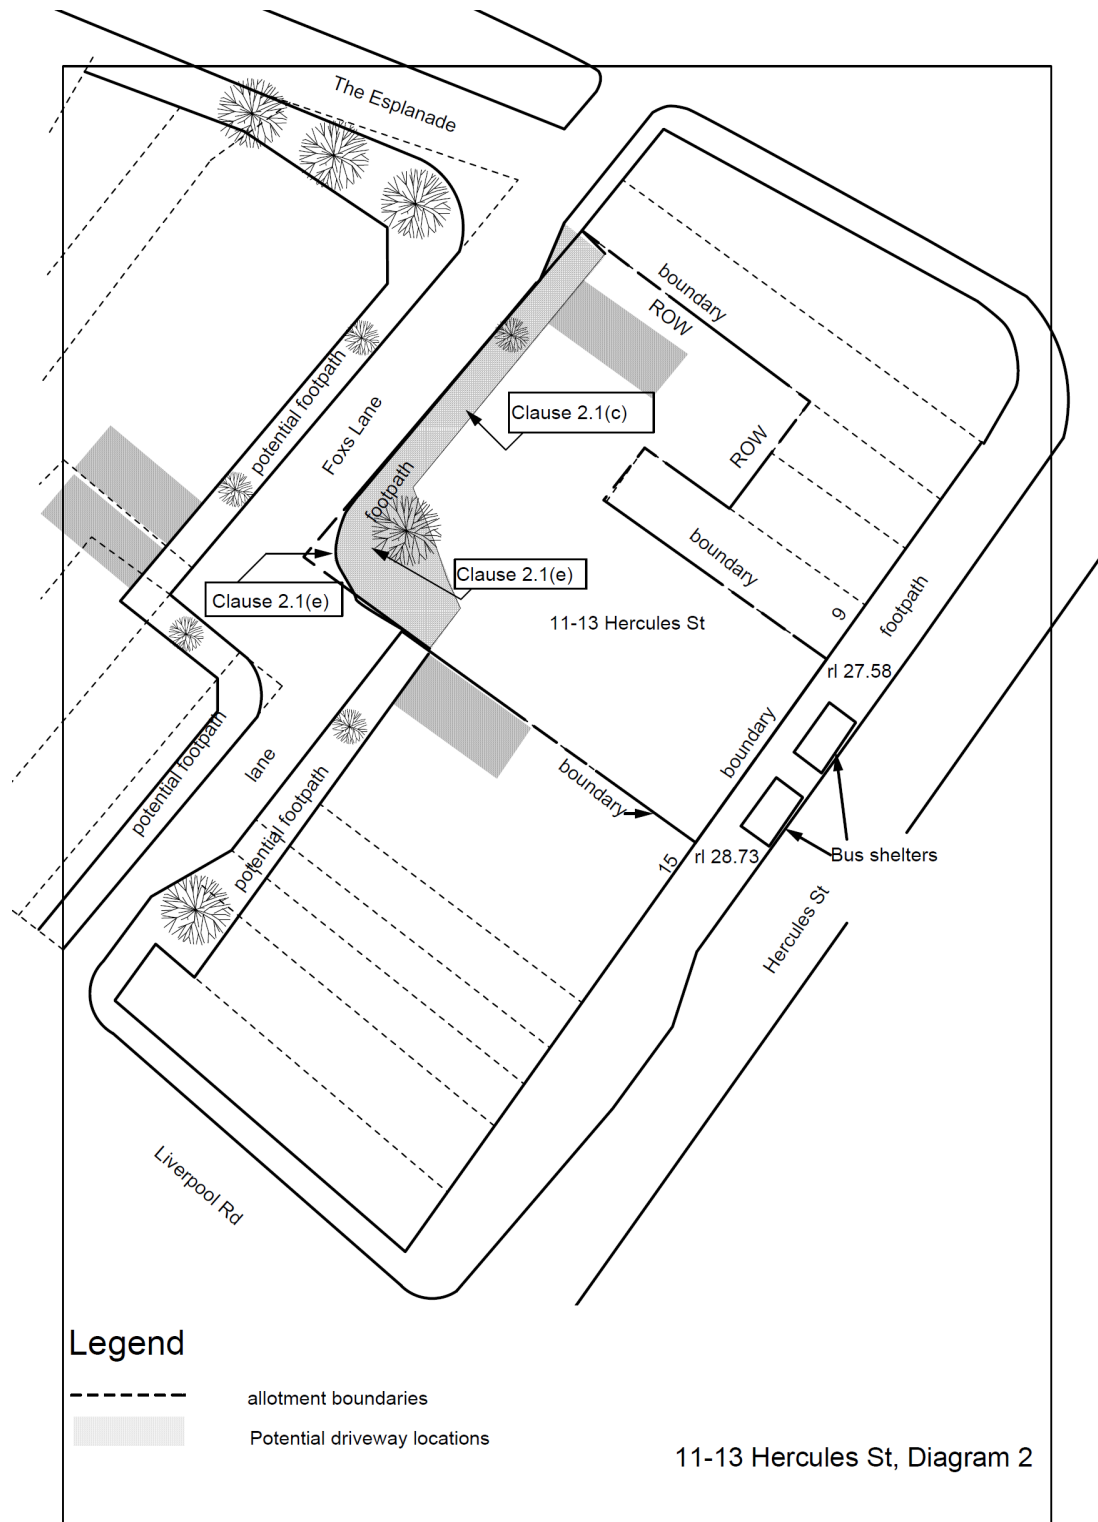 The Esplanade
boundary
ROW
potential footpath
Foxs Lane
Clause 2.1(c)
ROW
footpath
boundary
Clause 2.1(e)
Clause 2.1(e)
11-13 Hercules St
9
footpath
rl 27.58
potential footpath
lane
boundary
boundary
potential footpath
15
rl 28.73
Bus shelters
Hercules St
Liverpool Rd
Legend
allotment boundaries
Potential driveway locations
11-13 Hercules St, Diagram 2